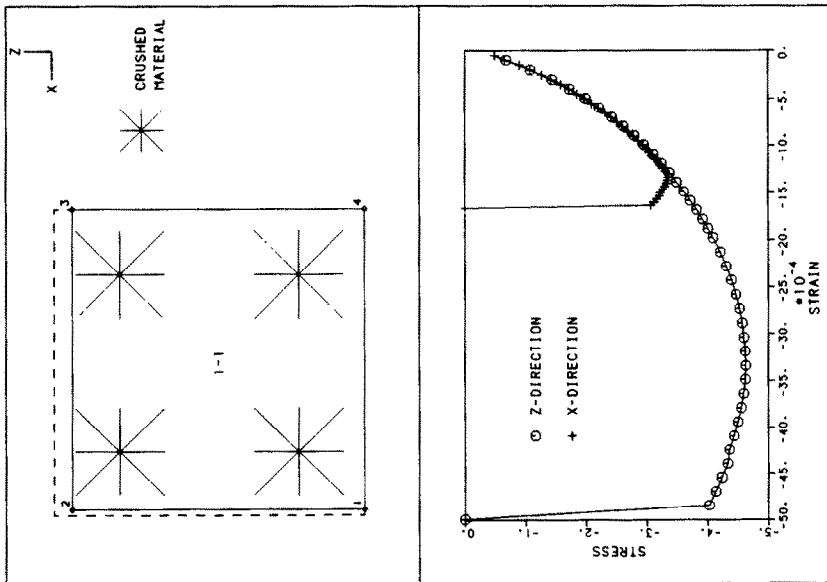 Z
X
CRUSHED
MATERIAL
2
3
1-1
1
4
STRESS
0.
-1.
-2.
-3.
-4.
-5.
Z-DIRECTION
X-DIRECTION
-50.
-45.
-40.
-35.
-30.
-25.
-20.
-15.
-10.
-5.
0.
*10⁻⁴
STRAIN